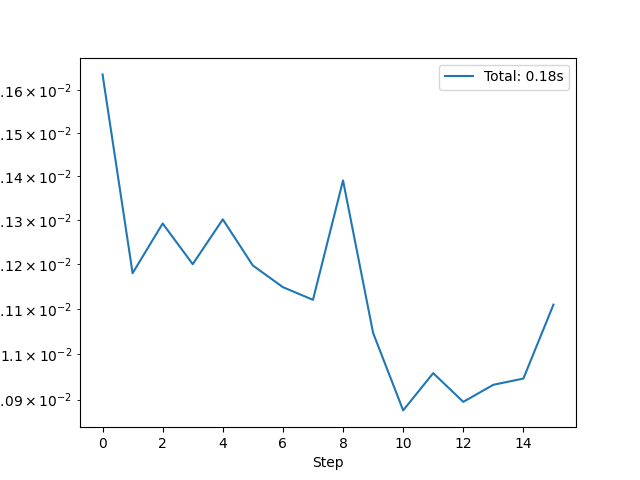 Total: 0.18s
.16 × 10⁻²
.15 × 10⁻²
.14 × 10⁻²
.13 × 10⁻²
.12 × 10⁻²
.11 × 10⁻²
1.1 × 10⁻²
.09 × 10⁻²
0 2 4 6 8 10 12 14
Step